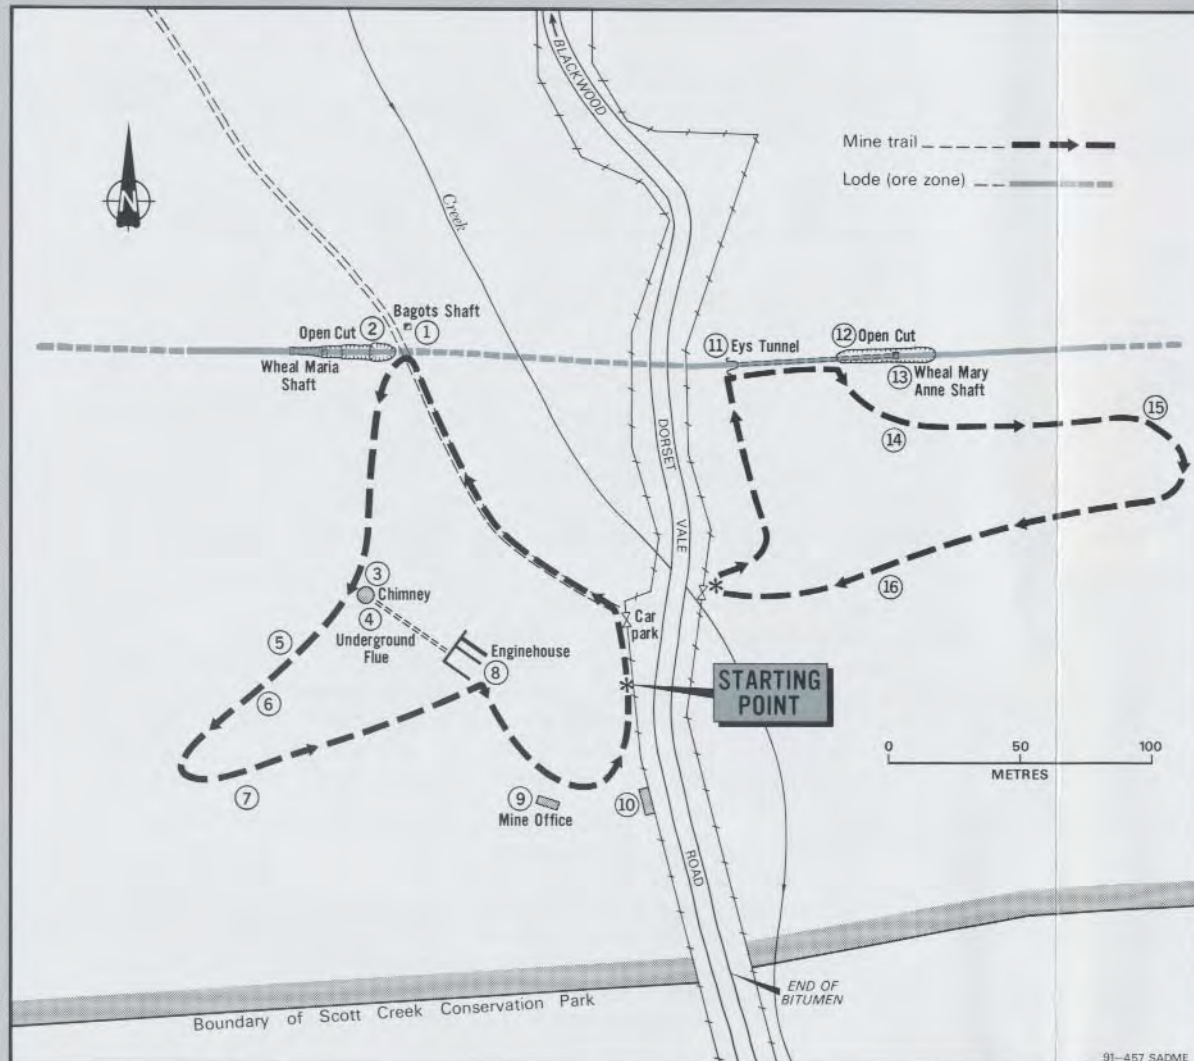 BLACKWOOD
Mine trail
Lode (ore zone)
N
Creek
Bagots Shaft
1
Open Cut
2
Wheal Maria
Shaft
11
Eys Tunnel
12
Open Cut
13
Wheal Mary
Anne Shaft
14
15
16
DORSET
VALE
ROAD
3
Chimney
4
Underground
Flue
5
6
7
Enginehouse
8
Car
park
STARTING
POINT
0 50 100
METRES
9
Mine Office
10
END OF
BITUMEN
Boundary of Scott Creek Conservation Park
91–457 SADME